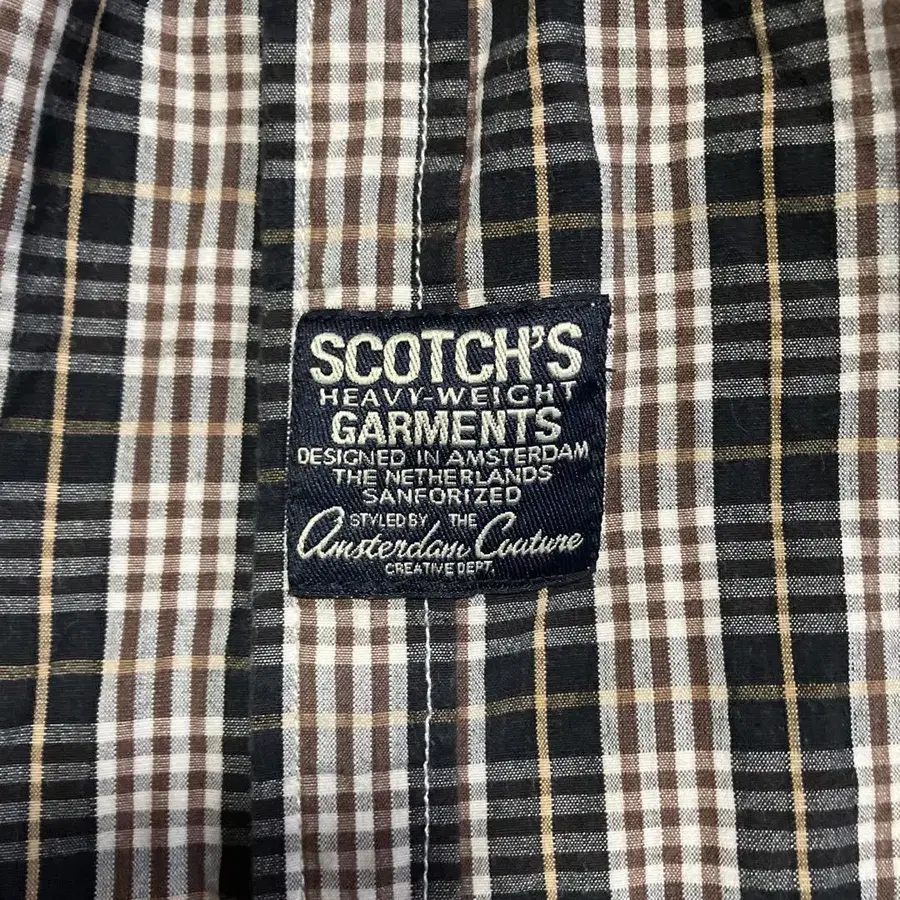 SCOTCH'S
HEAVY-WEIGHT
GARMENTS
DESIGNED IN AMSTERDAM
THE NETHERLANDS
SANFORIZED
STYLED BY THE
Amsterdam Couture
CREATIVE DEPT.